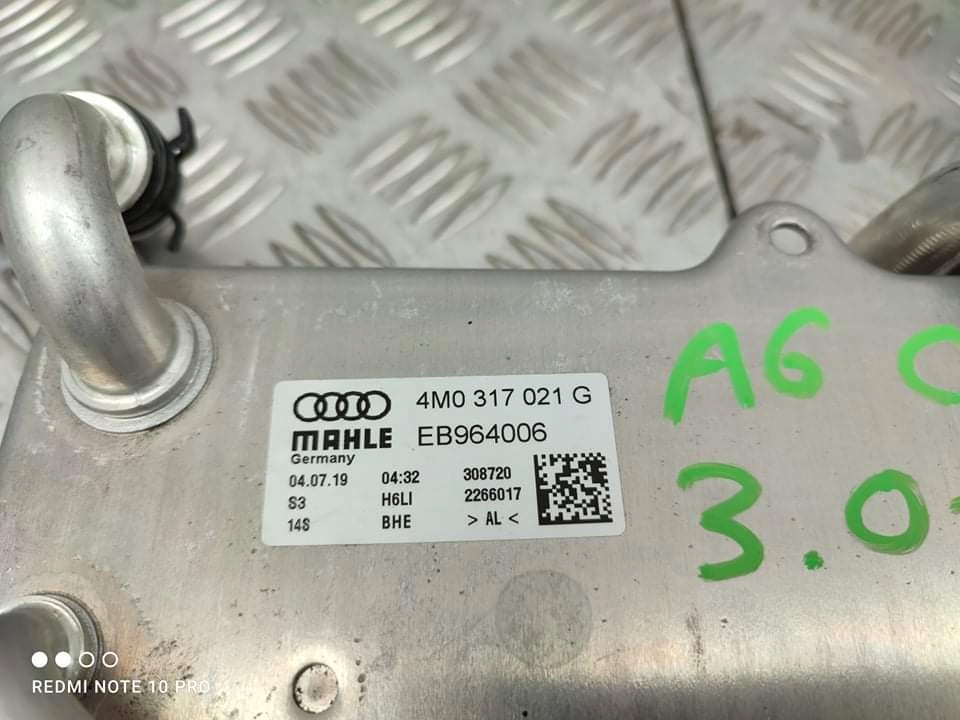 4M0 317 021 G
MAHLE EB964006
Germany
04.07.19 04:32 308720
S3 H6LI 2266017
14S BHE > AL <
A6 C
3.0
REDMI NOTE 10 PRO